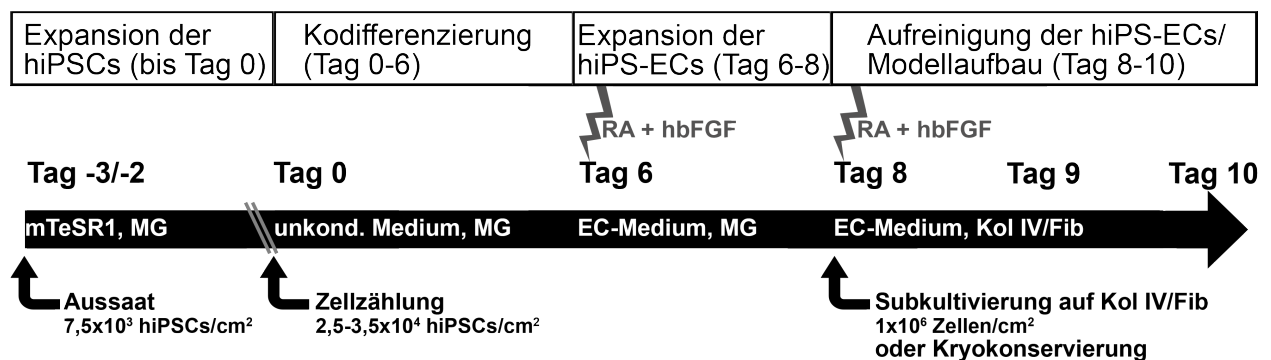 Expansion der
hiPSCs (bis Tag 0)
Kodifferenzierung
(Tag 0-6)
Expansion der
hiPS-ECs (Tag 6-8)
Aufreinigung der hiPS-ECs/
Modellaufbau (Tag 8-10)
RA + hbFGF
RA + hbFGF
Tag -3/-2
Tag 0
Tag 6
Tag 8
Tag 9
Tag 10
mTeSR1, MG
unkond. Medium, MG
EC-Medium, MG
EC-Medium, Kol IV/Fib
Aussaat
7,5x10³ hiPSCs/cm²
Zellzählung
2,5-3,5x10⁴ hiPSCs/cm²
Subkultivierung auf Kol IV/Fib
1x10⁶ Zellen/cm²
oder Kryokonservierung